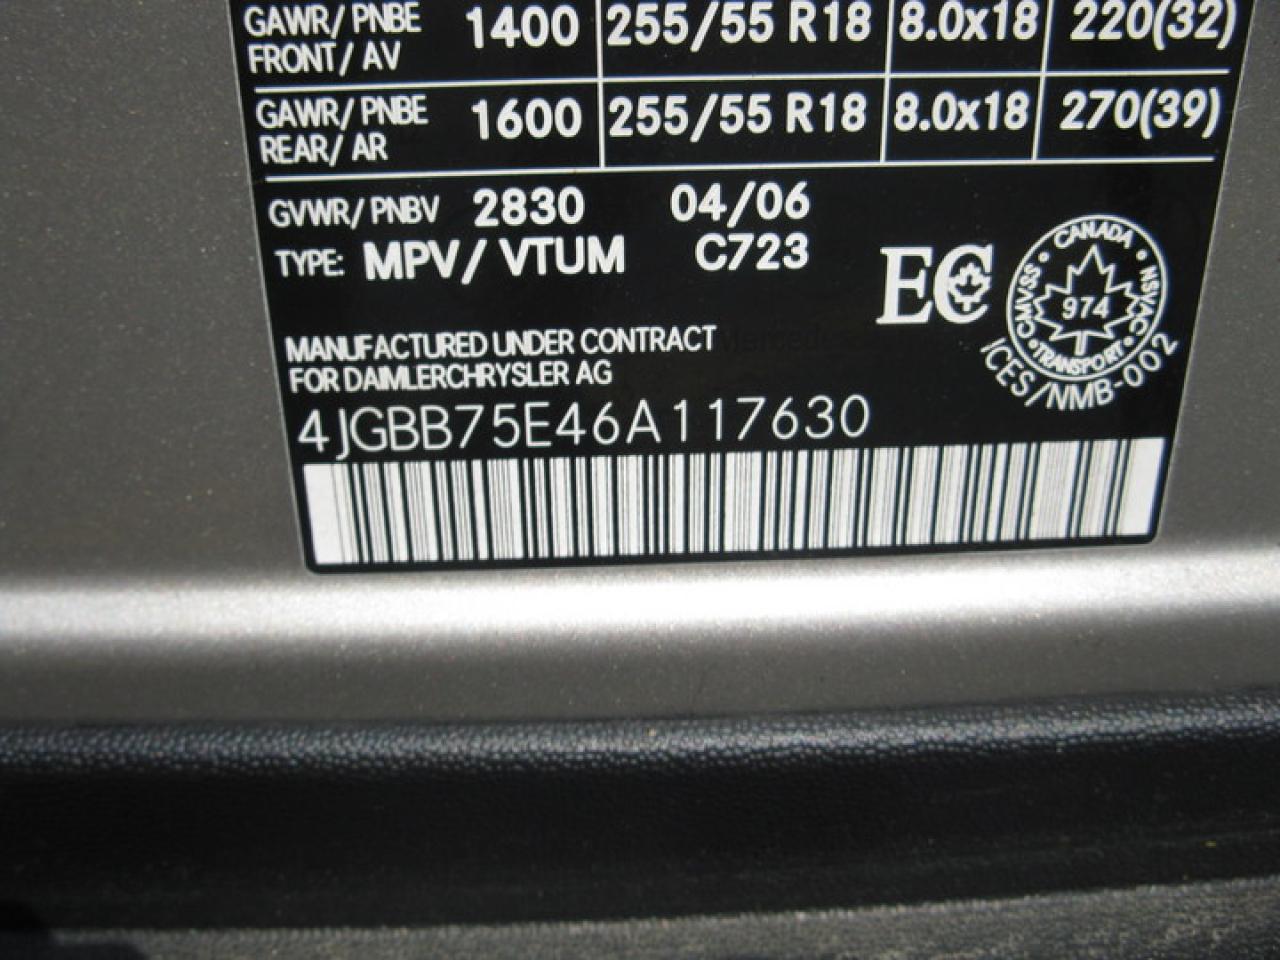 GAWR/ PNBE 1400 255/55 R18 8.0x18 220(32)
FRONT/ AV
GAWR/ PNBE 1600 255/55 R18 8.0x18 270(39)
REAR/ AR
GVWR/ PNBV 2830 04/06
TYPE: MPV/ VTUM C723
EC
CANADA
CMVSS NSVAC
974
TRANSPORT
ICES/NMB-002
MANUFACTURED UNDER CONTRACT
FOR DAIMLERCHRYSLER AG
4JGBB75E46A117630